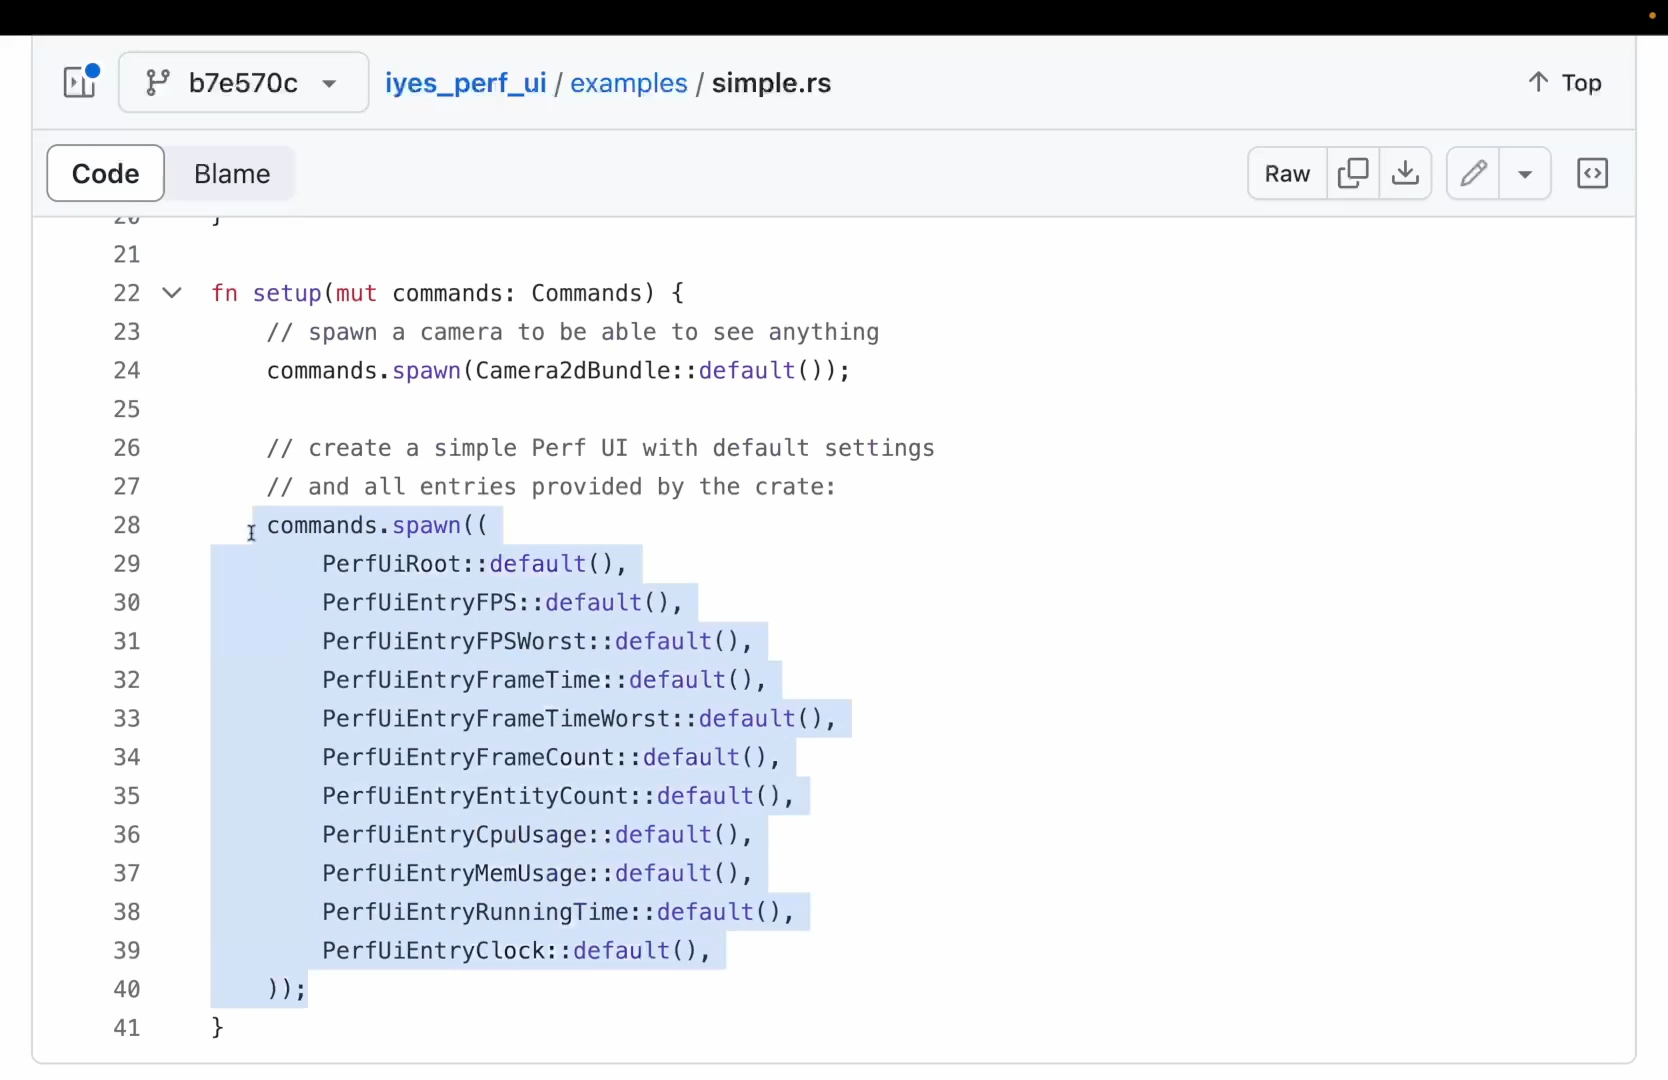 b7e570c
iyes_perf_ui / examples / simple.rs
Top
Code
Blame
Raw
20 }
21
22 fn setup(mut commands: Commands) {
23 // spawn a camera to be able to see anything
24 commands.spawn(Camera2dBundle::default());
25
26 // create a simple Perf UI with default settings
27 // and all entries provided by the crate:
28 commands.spawn((
29 PerfUiRoot::default(),
30 PerfUiEntryFPS::default(),
31 PerfUiEntryFPSWorst::default(),
32 PerfUiEntryFrameTime::default(),
33 PerfUiEntryFrameTimeWorst::default(),
34 PerfUiEntryFrameCount::default(),
35 PerfUiEntryEntityCount::default(),
36 PerfUiEntryCpuUsage::default(),
37 PerfUiEntryMemUsage::default(),
38 PerfUiEntryRunningTime::default(),
39 PerfUiEntryClock::default(),
40 ));
41 }